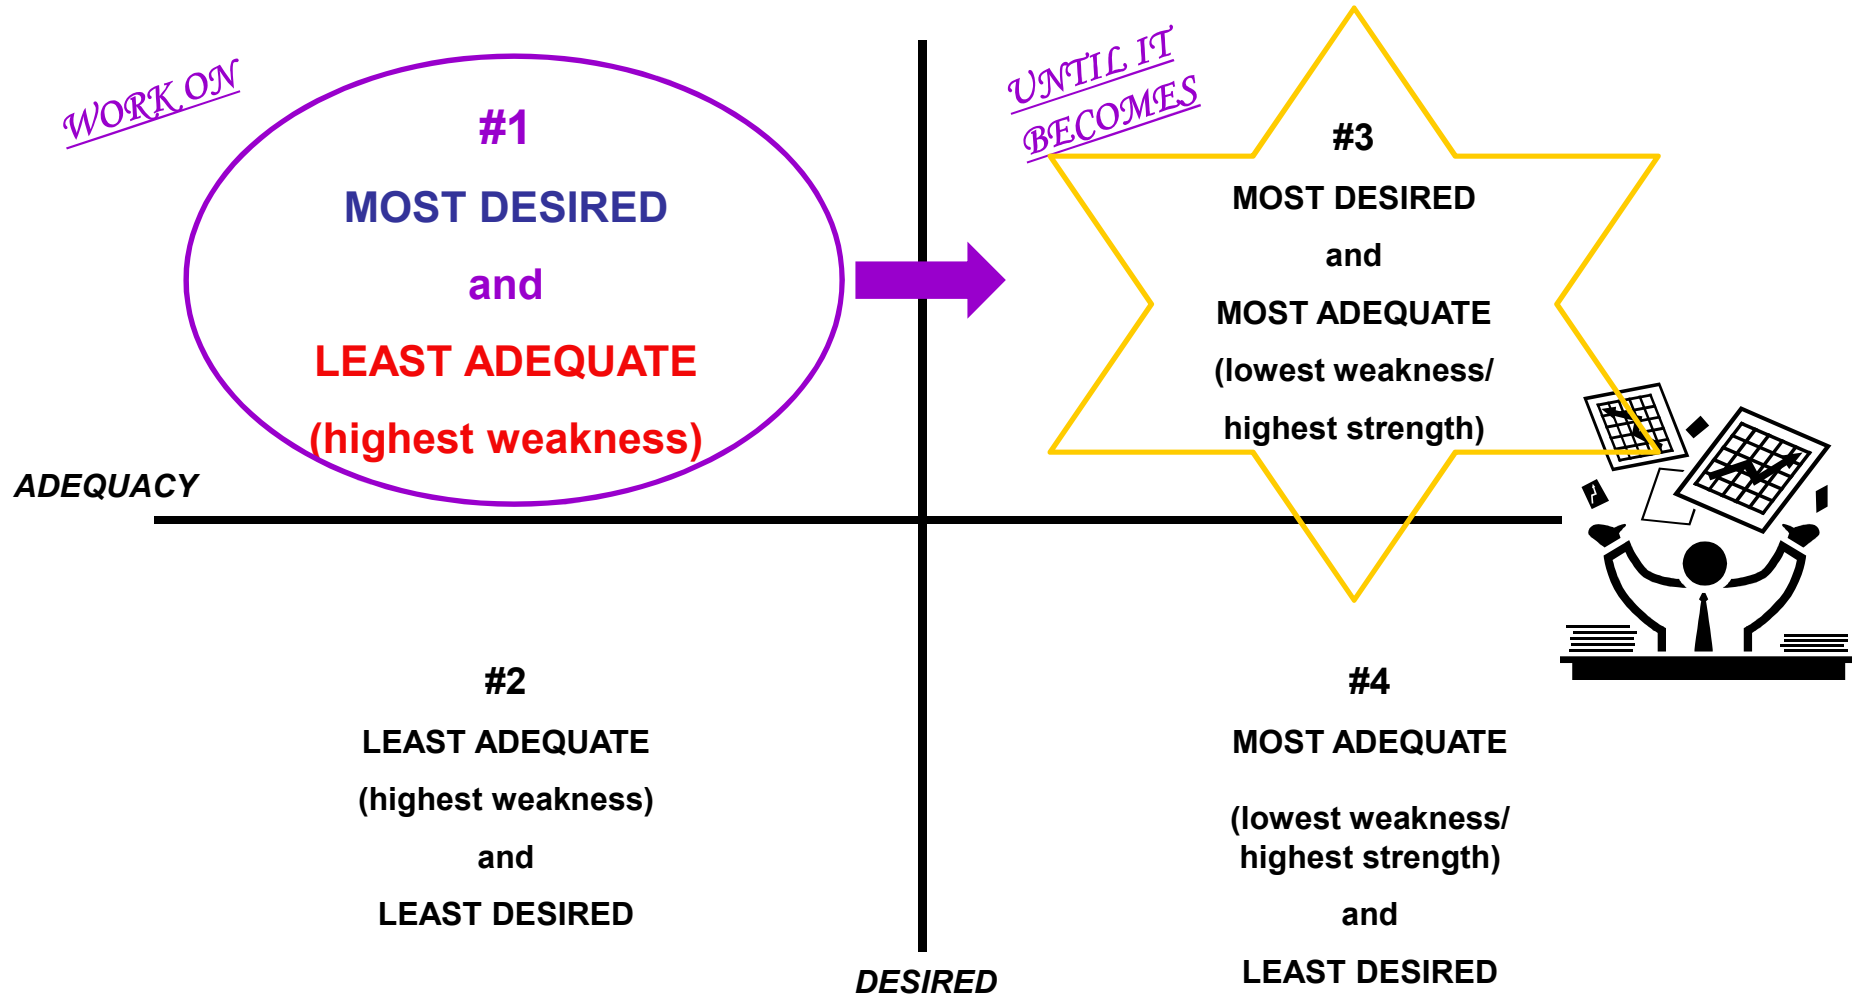 WORK ON
#1
MOST DESIRED
and
LEAST ADEQUATE
(highest weakness)
UNTIL IT
BECOMES
#3
MOST DESIRED
and
MOST ADEQUATE
(lowest weakness/
highest strength)
ADEQUACY
#2
LEAST ADEQUATE
(highest weakness)
and
LEAST DESIRED
#4
MOST ADEQUATE
(lowest weakness/
highest strength)
and
LEAST DESIRED
DESIRED